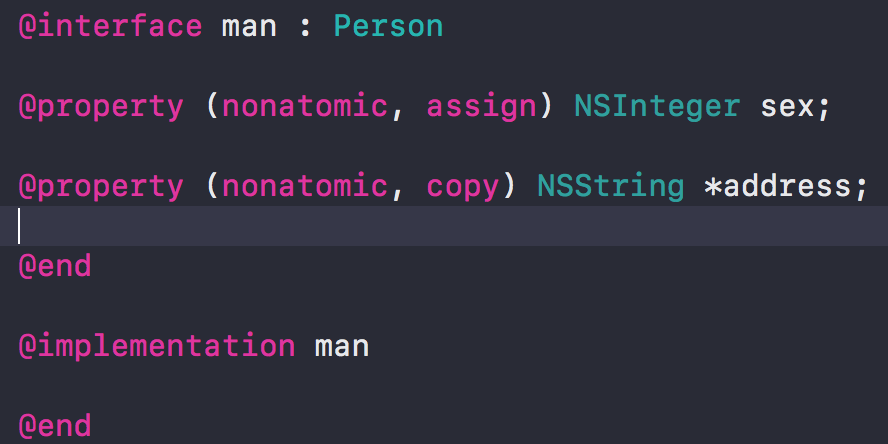 @interface man : Person
@property (nonatomic, assign) NSInteger sex;
@property (nonatomic, copy) NSString *address;
@end
@implementation man
@end